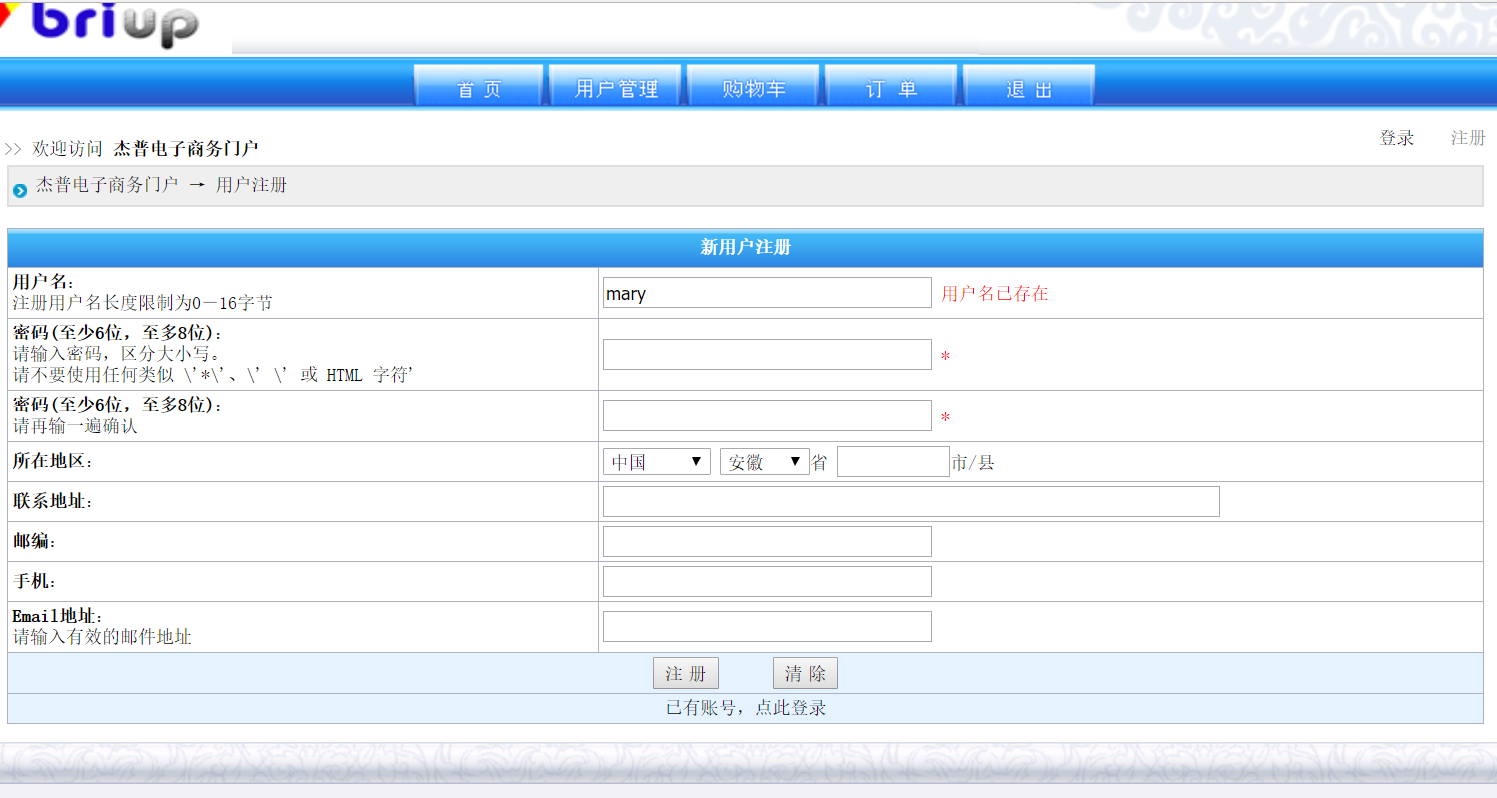 briup
首 页 用户管理 购物车 订 单 退 出
登录 注册
>> 欢迎访问 杰普电子商务门户
杰普电子商务门户 → 用户注册
新用户注册
用户名:
注册用户名长度限制为0－16字节
mary 用户名已存在
密码(至少6位，至多8位):
请输入密码，区分大小写。
请不要使用任何类似 \'*\'、\' \' 或 HTML 字符'
*
密码(至少6位，至多8位):
请再输一遍确认
*
所在地区:
中国 安徽 省 市/县
联系地址:
邮编:
手机:
Email地址:
请输入有效的邮件地址
注 册 清 除
已有账号，点此登录